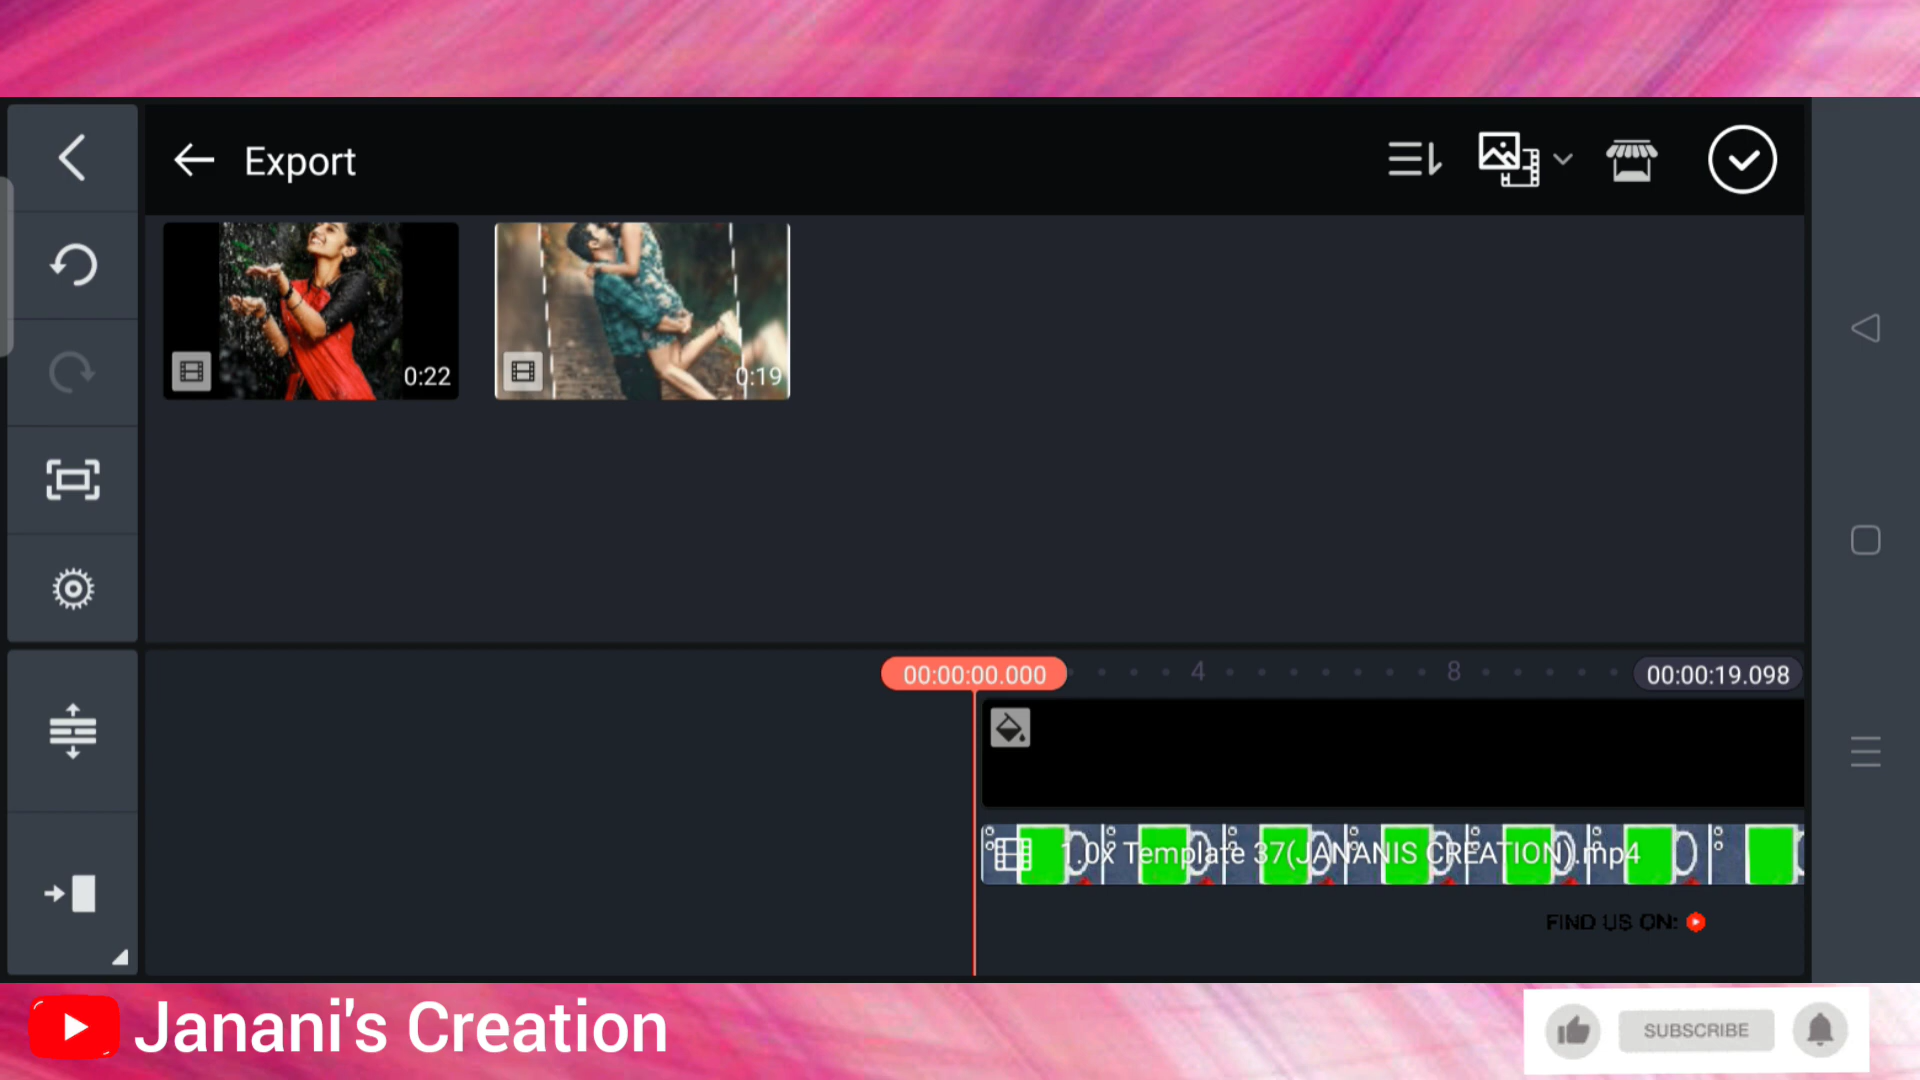 Export
0:22
0:19
00:00:00.000
4
8
00:00:19.098
1.0x Template 37(JANANIS CREATION).mp4
FIND US ON:
Janani's Creation
SUBSCRIBE